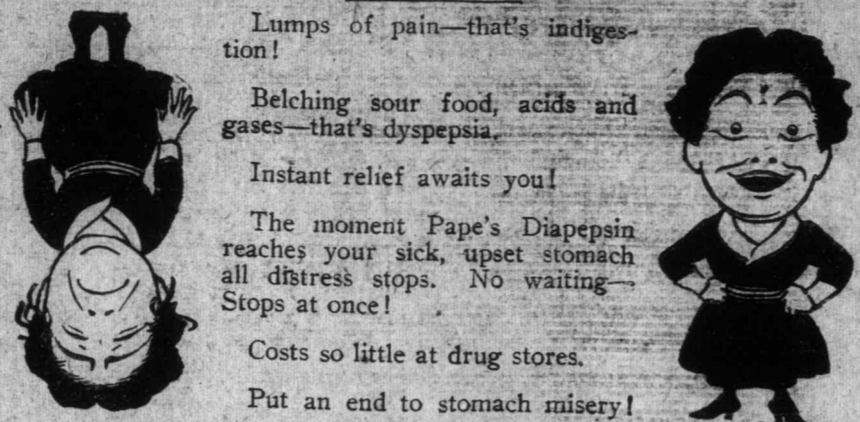 Lumps of pain—that's indiges-
tion!
Belching sour food, acids and
gases—that's dyspepsia.
Instant relief awaits you!
The moment Pape's Diapepsin
reaches your sick, upset stomach
all distress stops. No waiting—
Stops at once!
Costs so little at drug stores.
Put an end to stomach misery!